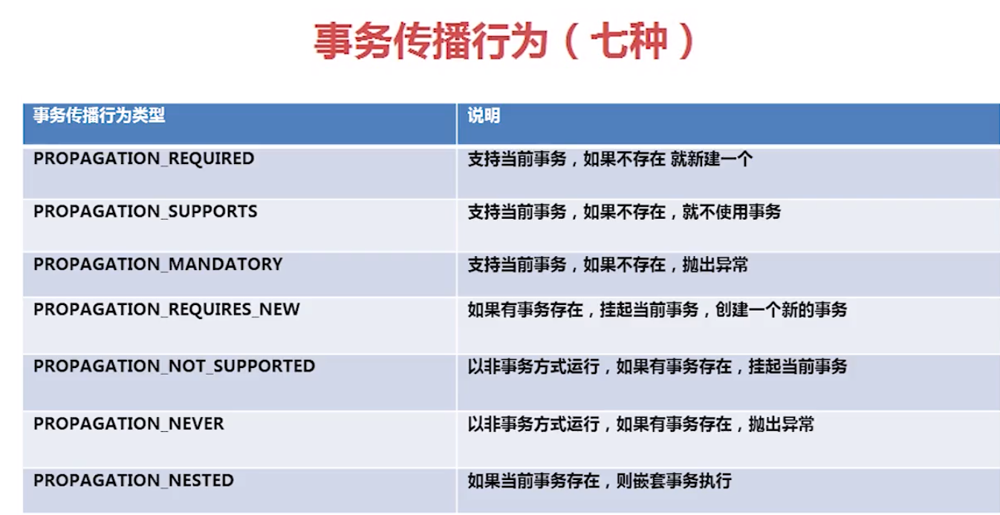 事务传播行为（七种）
事务传播行为类型 说明
PROPAGATION_REQUIRED 支持当前事务，如果不存在 就新建一个
PROPAGATION_SUPPORTS 支持当前事务，如果不存在，就不使用事务
PROPAGATION_MANDATORY 支持当前事务，如果不存在，抛出异常
PROPAGATION_REQUIRES_NEW 如果有事务存在，挂起当前事务，创建一个新的事务
PROPAGATION_NOT_SUPPORTED 以非事务方式运行，如果有事务存在，挂起当前事务
PROPAGATION_NEVER 以非事务方式运行，如果有事务存在，抛出异常
PROPAGATION_NESTED 如果当前事务存在，则嵌套事务执行